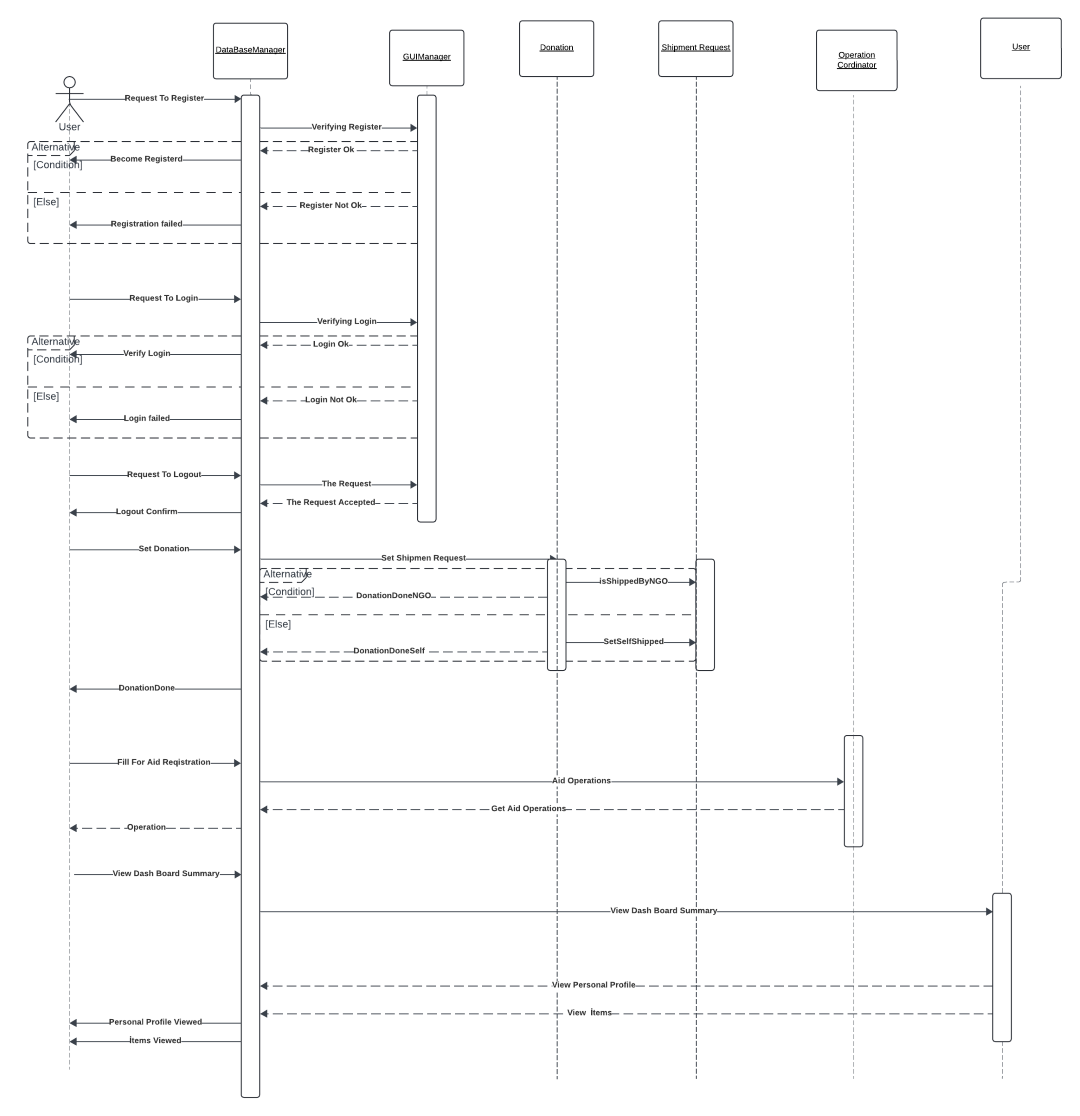 DataBaseManager
GUIManager
Donation
Shipment Request
Operation
Cordinator
User
User
Request To Register
Verifying Register
Alternative
Register Ok
[Condition]
Become Registerd
[Else]
Register Not Ok
Registration failed
Request To Login
Verifying Login
Alternative
Login Ok
[Condition]
Verify Login
[Else]
Login Not Ok
Login failed
Request To Logout
The Request
The Request Accepted
Logout Confirm
Set Donation
Set Shipmen Request
Alternative
isShippedByNGO
[Condition]
DonationDoneNGO
[Else]
SetSelfShipped
DonationDoneSelf
DonationDone
Fill For Aid Reqistration
Aid Operations
Get Aid Operations
Operation
View Dash Board Summary
View Dash Board Summary
View Personal Profile
View İtems
Personal Profile Viewed
İtems Viewed